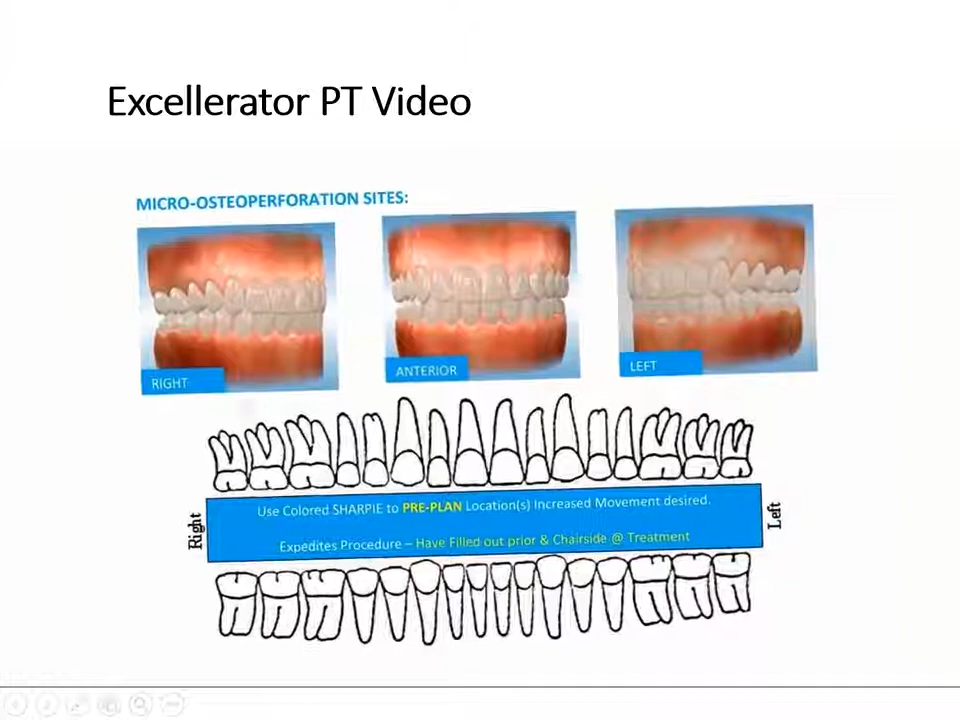 Excellerator PT Video
MICRO-OSTEOPERFORATION SITES:
RIGHT
ANTERIOR
LEFT
Right
Use Colored SHARPIE to PRE-PLAN Location(s) Increased Movement desired.
Expedites Procedure – Have Filled out prior & Chairside @ Treatment
Left